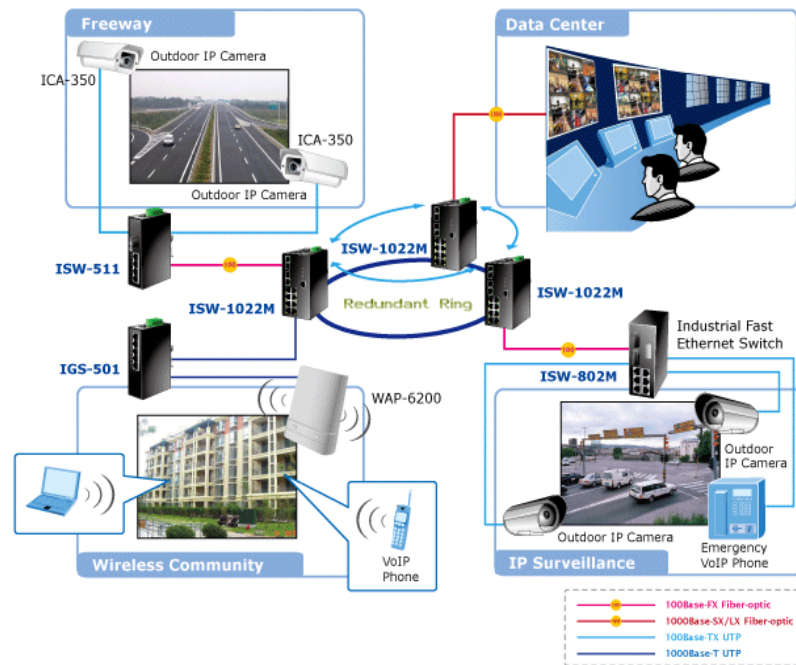 Freeway
Data Center
Outdoor IP Camera
ICA-350
ICA-350
Outdoor IP Camera
ISW-511
ISW-1022M
ISW-1022M
ISW-1022M
Redundant Ring
IGS-501
WAP-6200
Industrial Fast
Ethernet Switch
ISW-802M
Outdoor
IP Camera
Outdoor IP Camera
Emergency
VoIP Phone
VoIP
Phone
Wireless Community
IP Surveillance
100
100
100Base-FX Fiber-optic
1000Base-SX/LX Fiber-optic
100Base-TX UTP
1000Base-T UTP